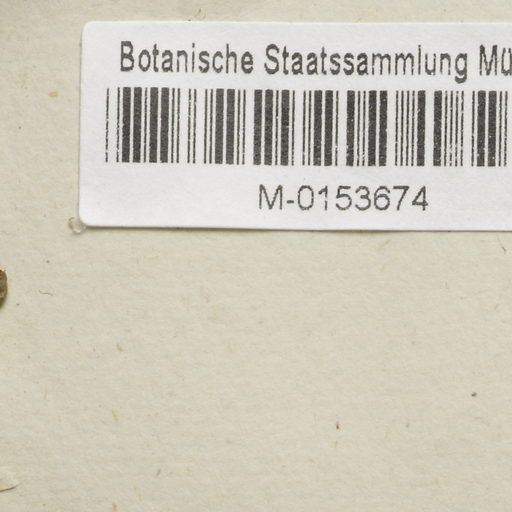 Botanische Staatssammlung Mü
M-0153674